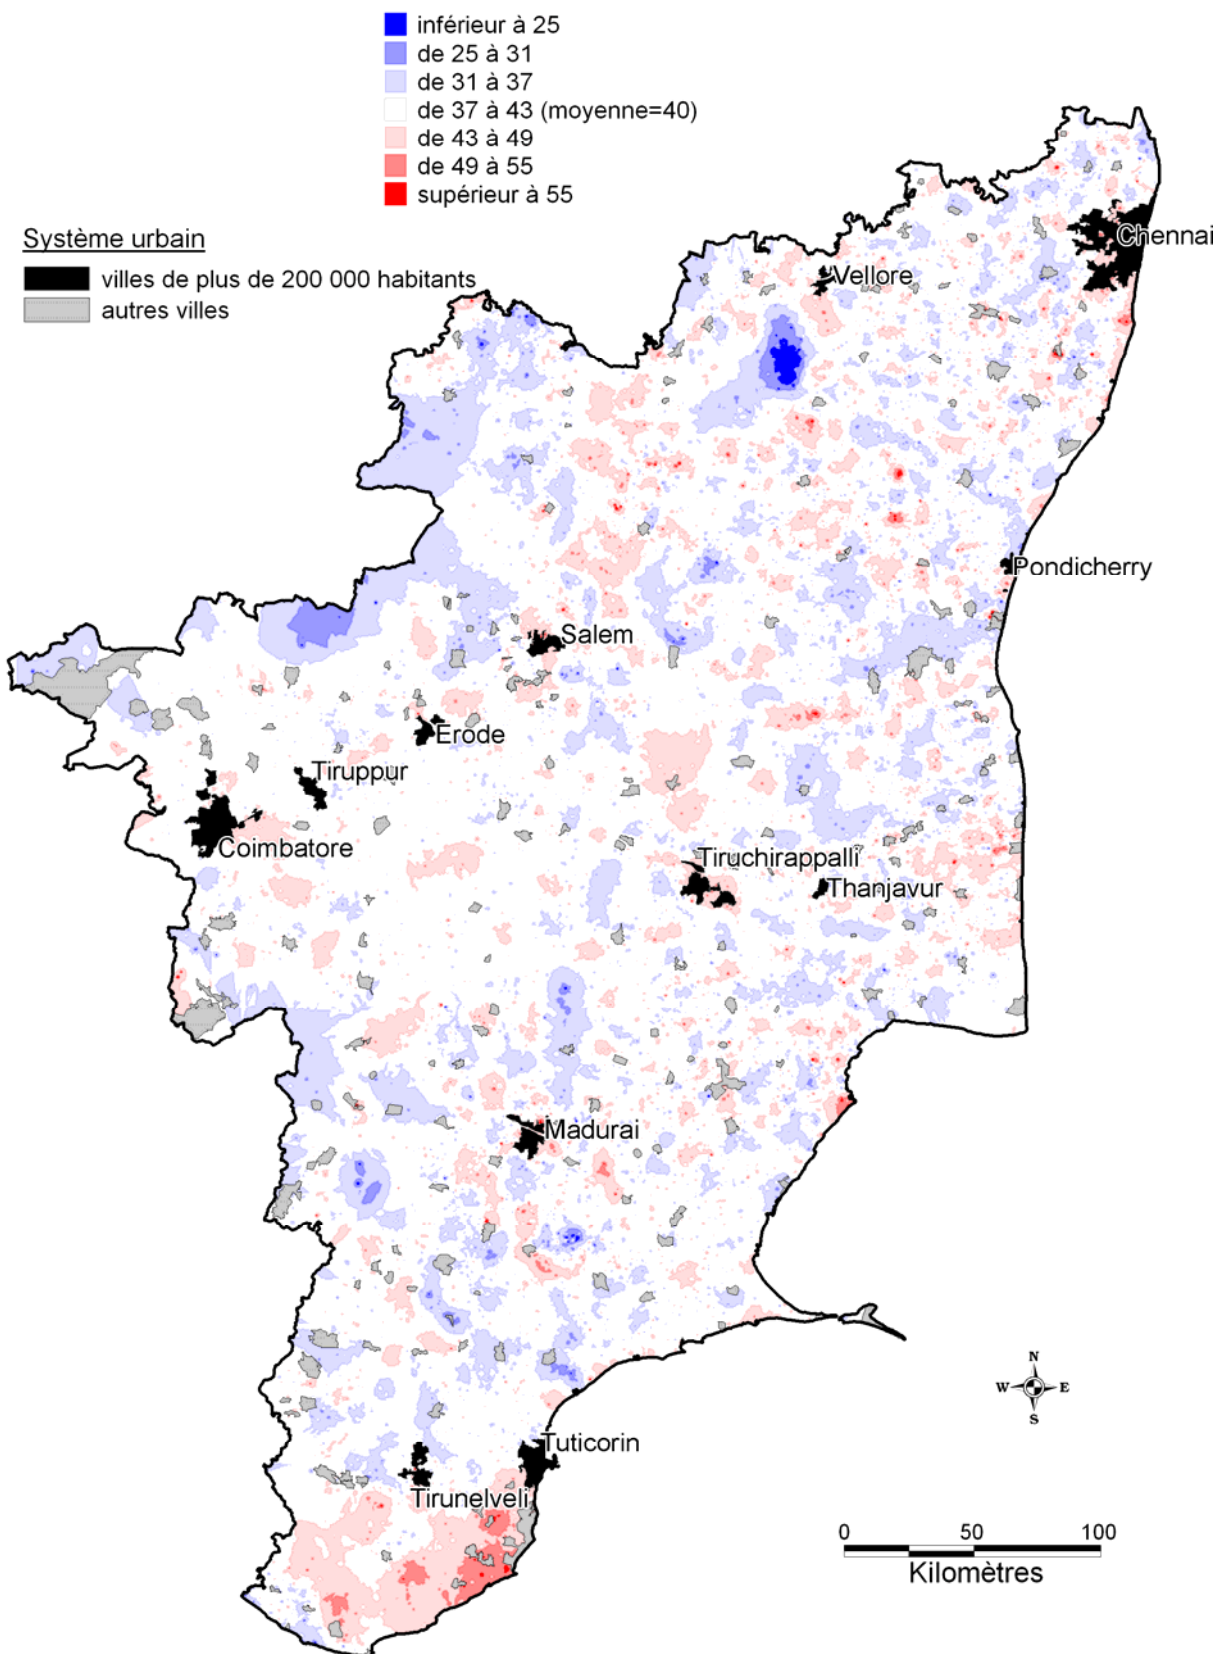 inférieur à 25
de 25 à 31
de 31 à 37
de 37 à 43 (moyenne=40)
de 43 à 49
de 49 à 55
supérieur à 55
Système urbain
villes de plus de 200 000 habitants
autres villes
Chennai
Vellore
Pondicherry
Salem
Erode
Tiruppur
Coimbatore
Tiruchirappalli
Thanjavur
Madurai
N
W E
S
Tuticorin
Tirunelveli
0 50 100
Kilomètres